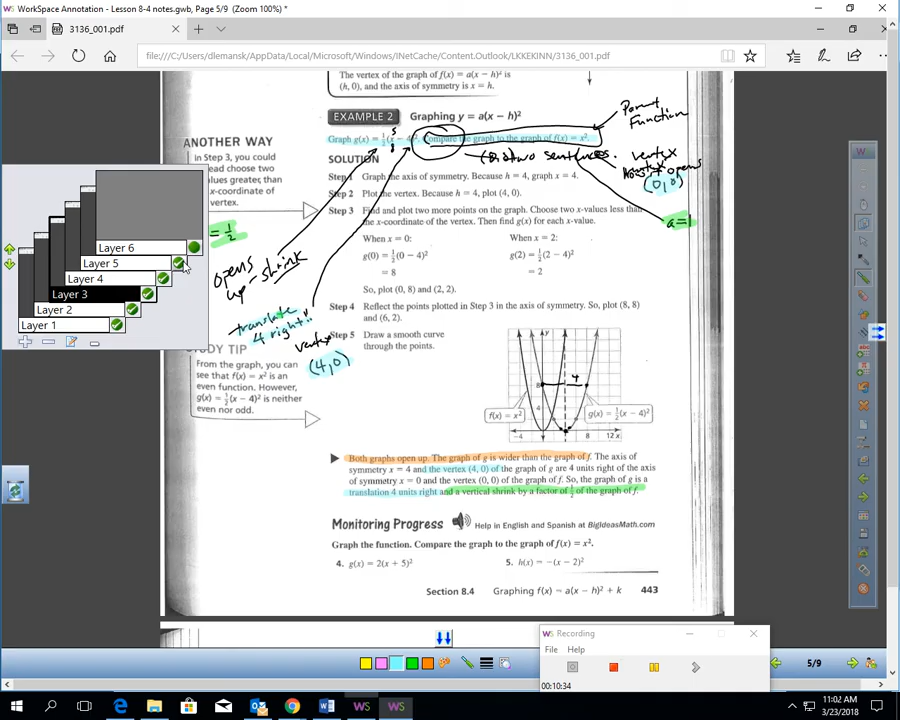 WorkSpace Annotation - Lesson 8-4 notes.gwb, Page 5/9 (Zoom 100%) *
3136_001.pdf
file:///C:/Users/dlemansk/AppData/Local/Microsoft/Windows/INetCache/Content.Outlook/LKKEKINN/3136_001.pdf
The vertex of the graph of f(x) = a(x − h)² is
(h, 0), and the axis of symmetry is x = h.
EXAMPLE 2 Graphing y = a(x − h)²
Parent
Function
Graph g(x) = ½(x − 4)². Compare the graph to the graph of f(x) = x².
5
8
two sentences.
vertex
opens
(0,0)
a=1
ANOTHER WAY
In Step 3, you could
read choose two
values greater, than
x-coordinate of
vertex.
SOLUTION
Step 1 Graph the axis of symmetry. Because h = 4, graph x = 4.
Step 2 Plot the vertex. Because h = 4, plot (4, 0).
Step 3 Find and plot two more points on the graph. Choose two x-values less than
the x-coordinate of the vertex. Then find g(x) for each x-value.
When x = 0:
When x = 2:
g(0) = ½(0 − 4)²
g(2) = ½(2 − 4)²
= 8
= 2
So, plot (0, 8) and (2, 2).
Step 4 Reflect the points plotted in Step 3 in the axis of symmetry. So, plot (8, 8)
and (6, 2).
Step 5 Draw a smooth curve
through the points.
= ½
opens
up - shrink
translate
4 right
vertex
(4,0)
Layer 6
Layer 5
Layer 4
Layer 3
Layer 2
Layer 1
STUDY TIP
From the graph, you can
see that f(x) = x² is an
even function. However,
g(x) = ½(x − 4)² is neither
even nor odd.
y
4
8
4
f(x) = x²
g(x) = ½(x − 4)²
−4
8
12 x
Both graphs open up. The graph of g is wider than the graph of f. The axis of
symmetry x = 4 and the vertex (4, 0) of the graph of g are 4 units right of the axis
of symmetry x = 0 and the vertex (0, 0) of the graph of f. So, the graph of g is a
translation 4 units right and a vertical shrink by a factor of ½ of the graph of f.
Monitoring Progress Help in English and Spanish at BigIdeasMath.com
Graph the function. Compare the graph to the graph of f(x) = x².
4. g(x) = 2(x + 5)²
5. h(x) = −(x − 2)²
Section 8.4 Graphing f(x) = a(x − h)² + k 443
WS Recording
File Help
00:10:34
5/9
11:02 AM
3/23/2018